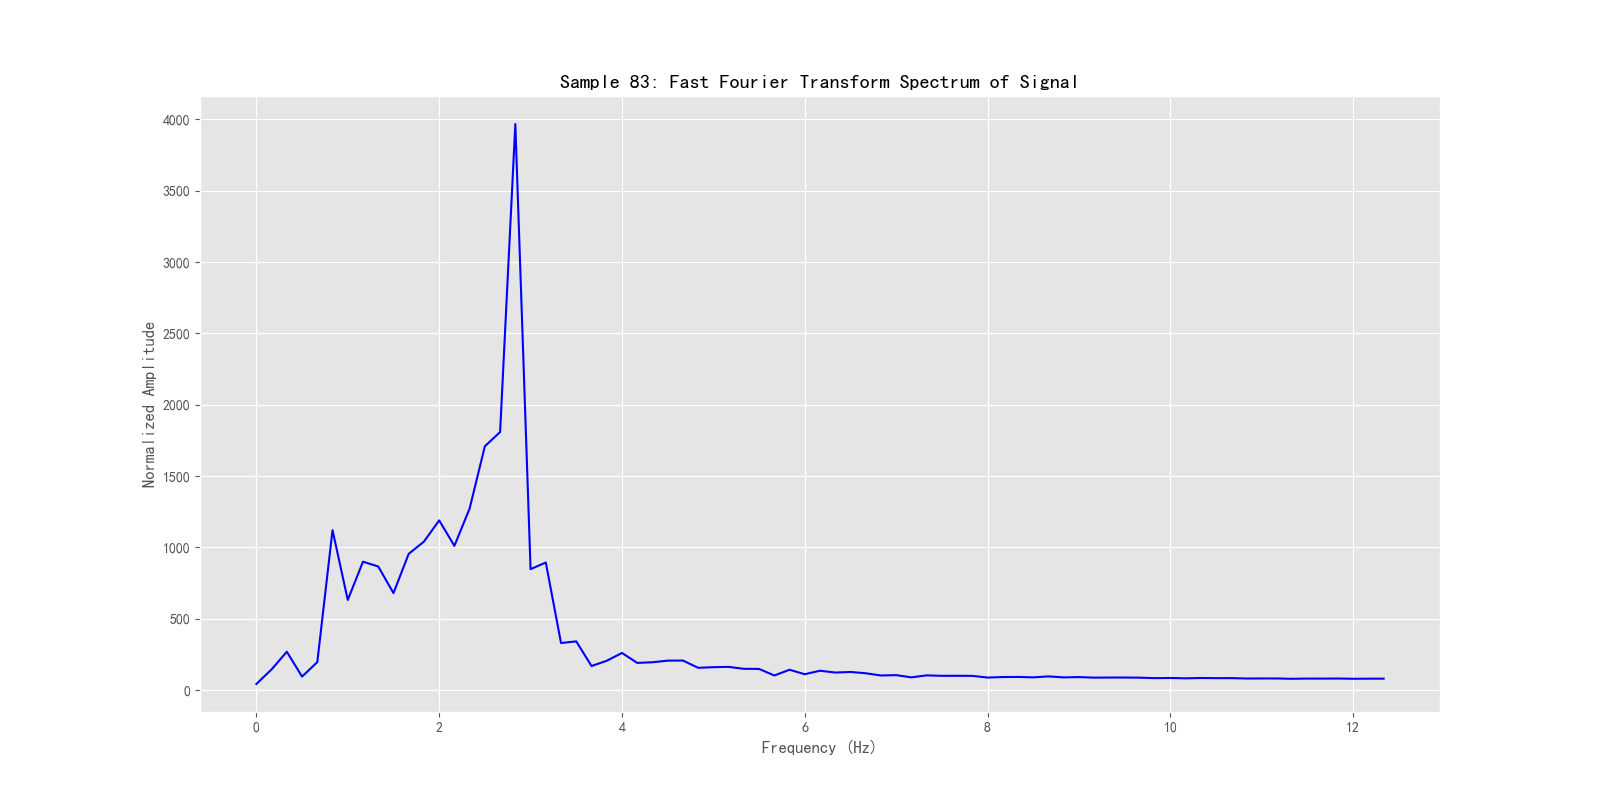 Sample 83: Fast Fourier Transform Spectrum of Signal
Normalized Amplitude
4000
3500
3000
2500
2000
1500
1000
500
0
0 2 4 6 8 10 12
Frequency (Hz)